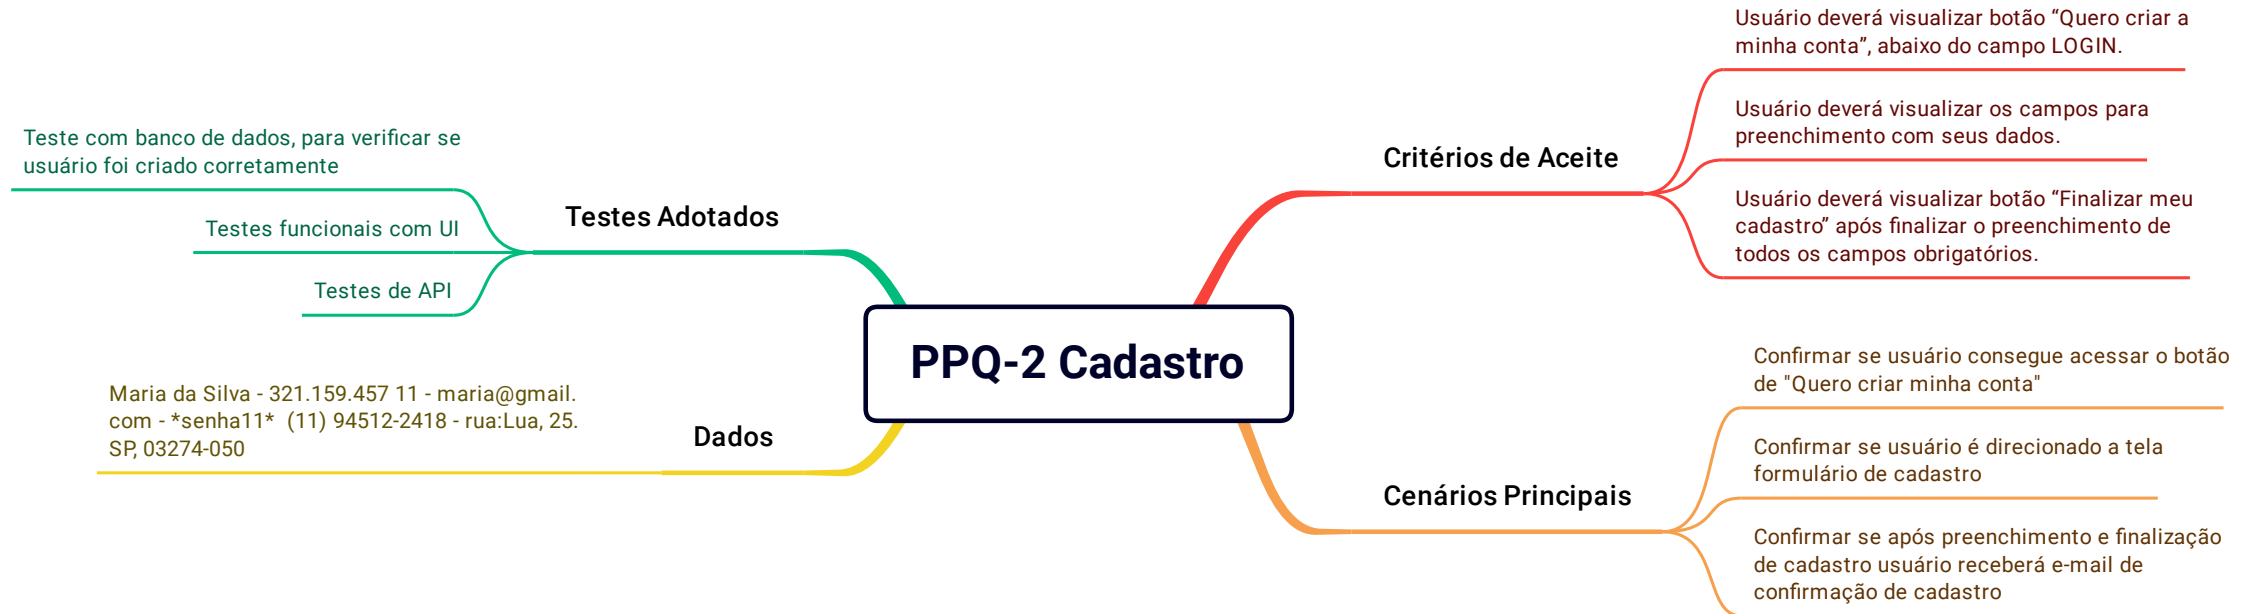 PPQ-2 Cadastro
Critérios de Aceite
Usuário deverá visualizar botão “Quero criar a
minha conta”, abaixo do campo LOGIN.
Usuário deverá visualizar os campos para
preenchimento com seus dados.
Usuário deverá visualizar botão “Finalizar meu
cadastro” após finalizar o preenchimento de
todos os campos obrigatórios.
Cenários Principais
Confirmar se usuário consegue acessar o botão
de "Quero criar minha conta"
Confirmar se usuário é direcionado a tela
formulário de cadastro
Confirmar se após preenchimento e finalização
de cadastro usuário receberá e-mail de
confirmação de cadastro
Testes Adotados
Teste com banco de dados, para verificar se
usuário foi criado corretamente
Testes funcionais com UI
Testes de API
Dados
Maria da Silva - 321.159.457 11 - maria@gmail.
com - *senha11*  (11) 94512-2418 - rua:Lua, 25.
SP, 03274-050